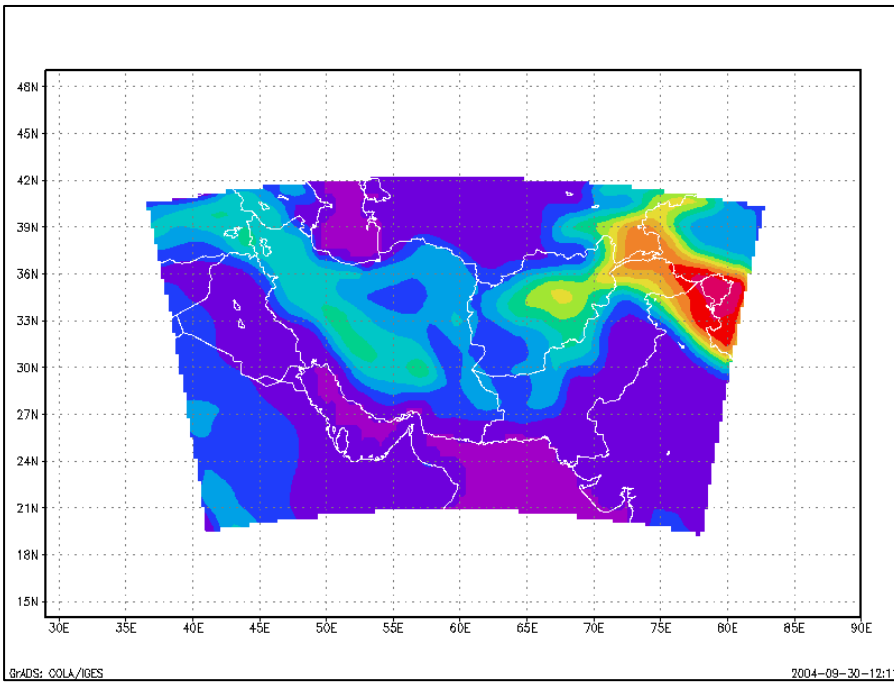 48N
45N
42N
39N
36N
33N
30N
27N
24N
21N
18N
15N
30E 35E 40E 45E 50E 55E 60E 65E 70E 75E 80E 85E 90E
GrADS: COLA/IGES 2004-09-30-12:11